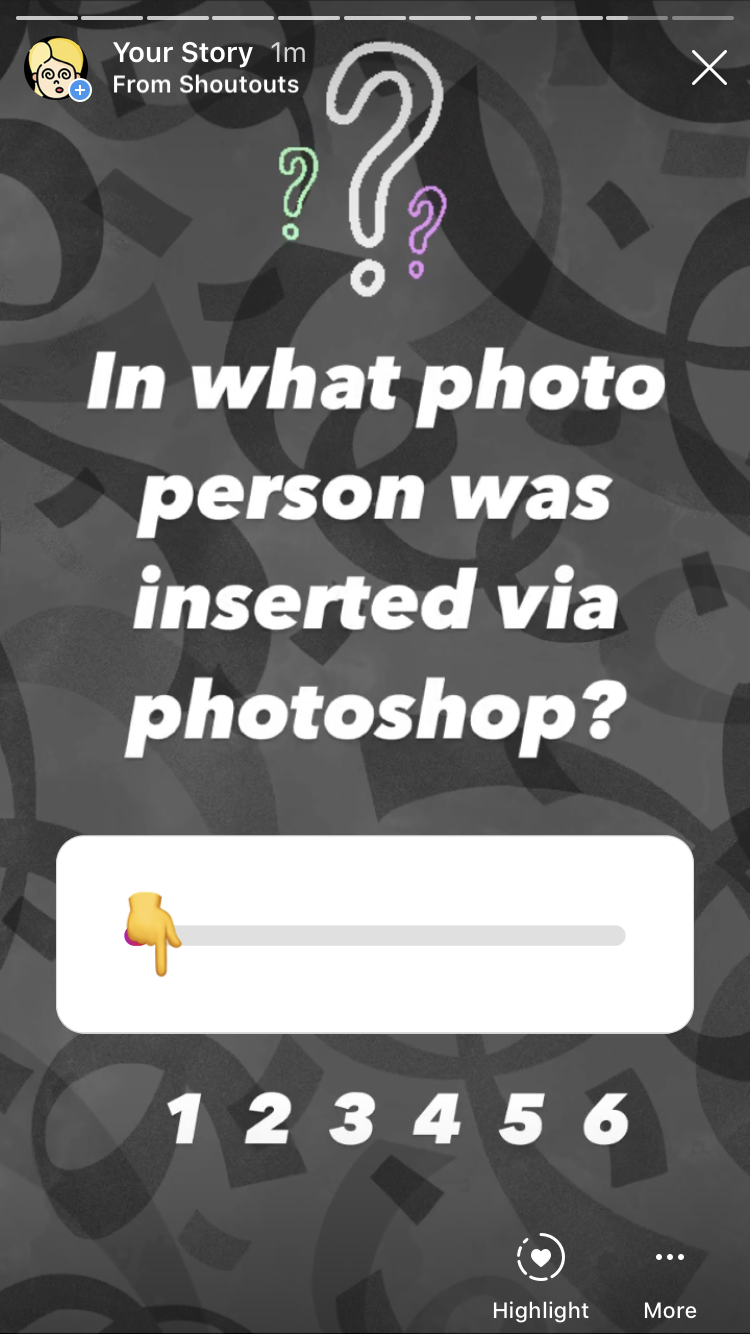 Your Story 1m
From Shoutouts
In what photo
person was
inserted via
photoshop?
1 2 3 4 5 6
Highlight More